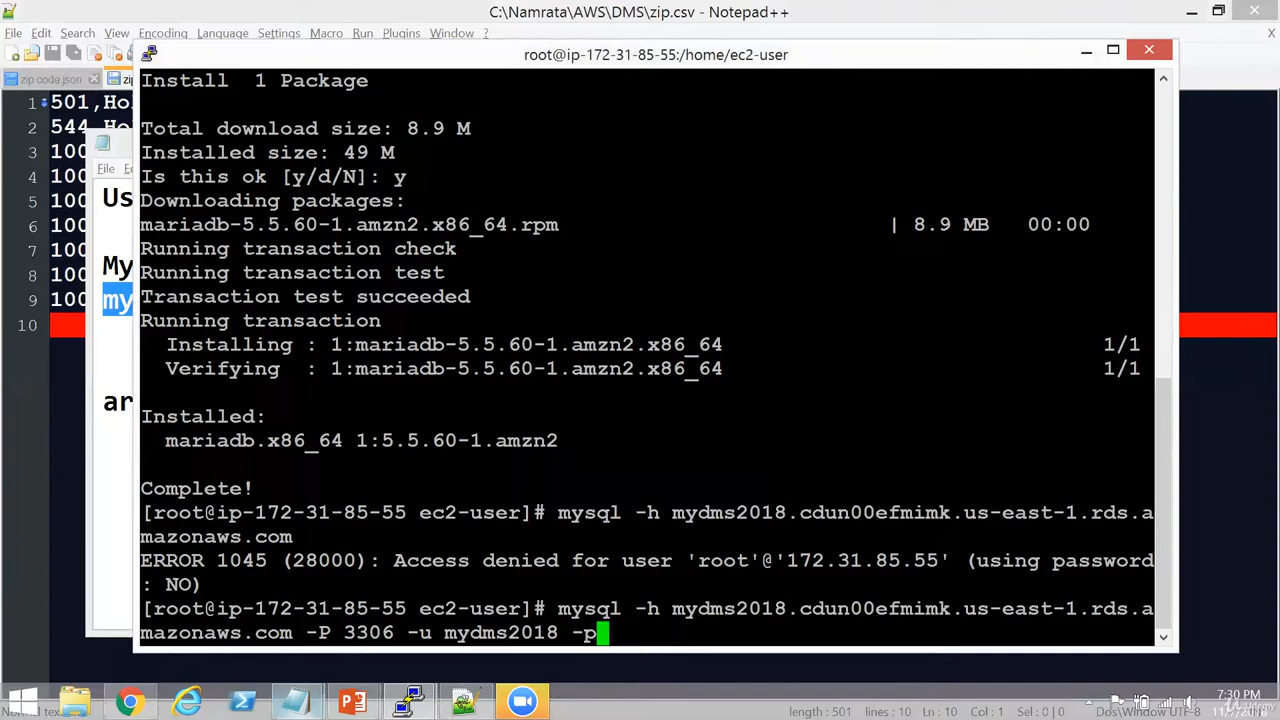 C:\Namrata\AWS\DMS\zip.csv - Notepad++
File Edit Search View Encoding Language Settings Macro Run Plugins Window ?
X
root@ip-172-31-85-55:/home/ec2-user
zip code.json
zip
1 501,Ho
2 544,Ho
3 100
4 100
5 100
6 100
7 100
8 100
9 100
10
File
Us
My
my
ar
Install 1 Package
Total download size: 8.9 M
Installed size: 49 M
Is this ok [y/d/N]: y
Downloading packages:
mariadb-5.5.60-1.amzn2.x86_64.rpm | 8.9 MB 00:00
Running transaction check
Running transaction test
Transaction test succeeded
Running transaction
Installing : 1:mariadb-5.5.60-1.amzn2.x86_64 1/1
Verifying : 1:mariadb-5.5.60-1.amzn2.x86_64 1/1
Installed:
mariadb.x86_64 1:5.5.60-1.amzn2
Complete!
[root@ip-172-31-85-55 ec2-user]# mysql -h mydms2018.cdun00efmimk.us-east-1.rds.a
mazonaws.com
ERROR 1045 (28000): Access denied for user 'root'@'172.31.85.55' (using password
: NO)
[root@ip-172-31-85-55 ec2-user]# mysql -h mydms2018.cdun00efmimk.us-east-1.rds.a
mazonaws.com -P 3306 -u mydms2018 -p
length : 501 lines : 10 Ln : 10 Col : 1 Sel : 0 | 0 Dos\Windows UTF-8
7:30 PM